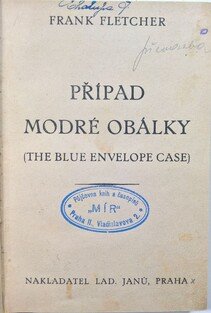 FRANK FLETCHER
PŘÍPAD
MODRÉ OBÁLKY
(THE BLUE ENVELOPE CASE)
Půjčovna knih a časopisů
„MÍR"
Praha II, Vladislavova 2.
NAKLADATEL LAD. JANŮ, PRAHA